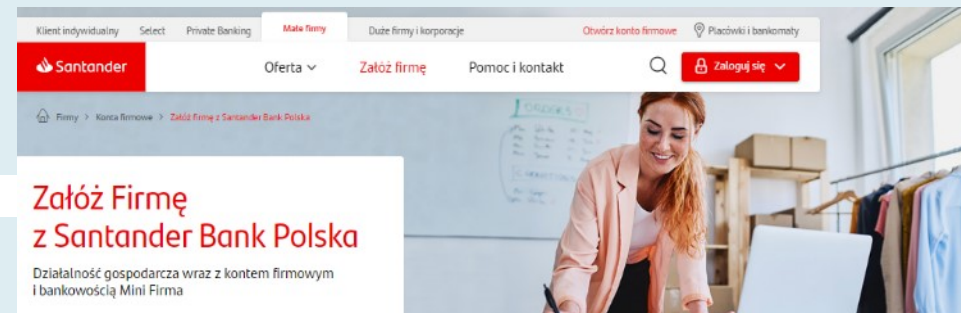 Klient indywidualny Select Private Banking Małe firmy Duże firmy i korporacje Otwórz konto firmowe Placówki i bankomaty
Santander Oferta Załóż firmę Pomoc i kontakt Zaloguj się
Firmy > Konta firmowe > Załóż firmę z Santander Bank Polska
ORDERS
Załóż Firmę
z Santander Bank Polska
Działalność gospodarcza wraz z kontem firmowym
i bankowością Mini Firma